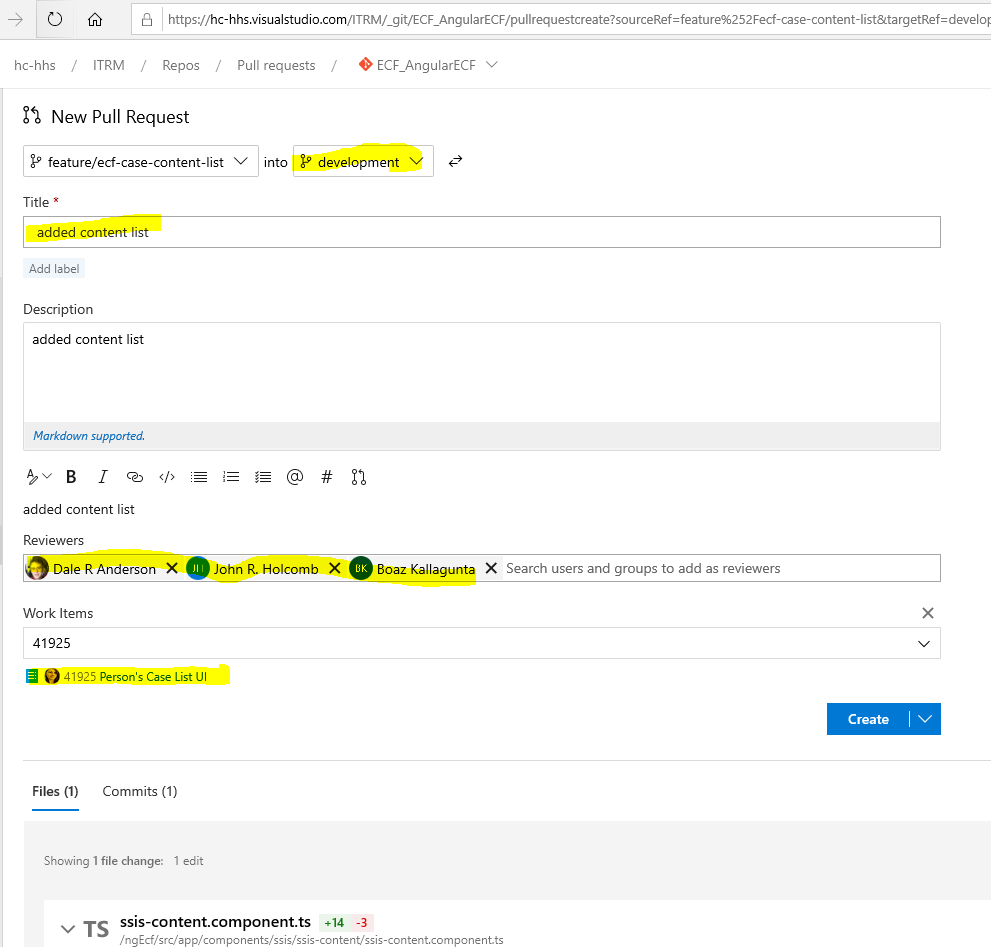 https://hc-hhs.visualstudio.com/ITRM/_git/ECF_AngularECF/pullrequestcreate?sourceRef=feature%252Fecf-case-content-list&targetRef=develop
hc-hhs / ITRM / Repos / Pull requests / ECF_AngularECF
New Pull Request
feature/ecf-case-content-list into development
Title *
added content list
Add label
Description
added content list
Markdown supported.
B I </> @ #
added content list
Reviewers
Dale R Anderson JH John R. Holcomb BK Boaz Kallagunta Search users and groups to add as reviewers
Work Items
41925
41925 Person's Case List UI
Create
Files (1) Commits (1)
Showing 1 file change: 1 edit
TS ssis-content.component.ts +14 -3
/ngEcf/src/app/components/ssis/ssis-content/ssis-content.component.ts